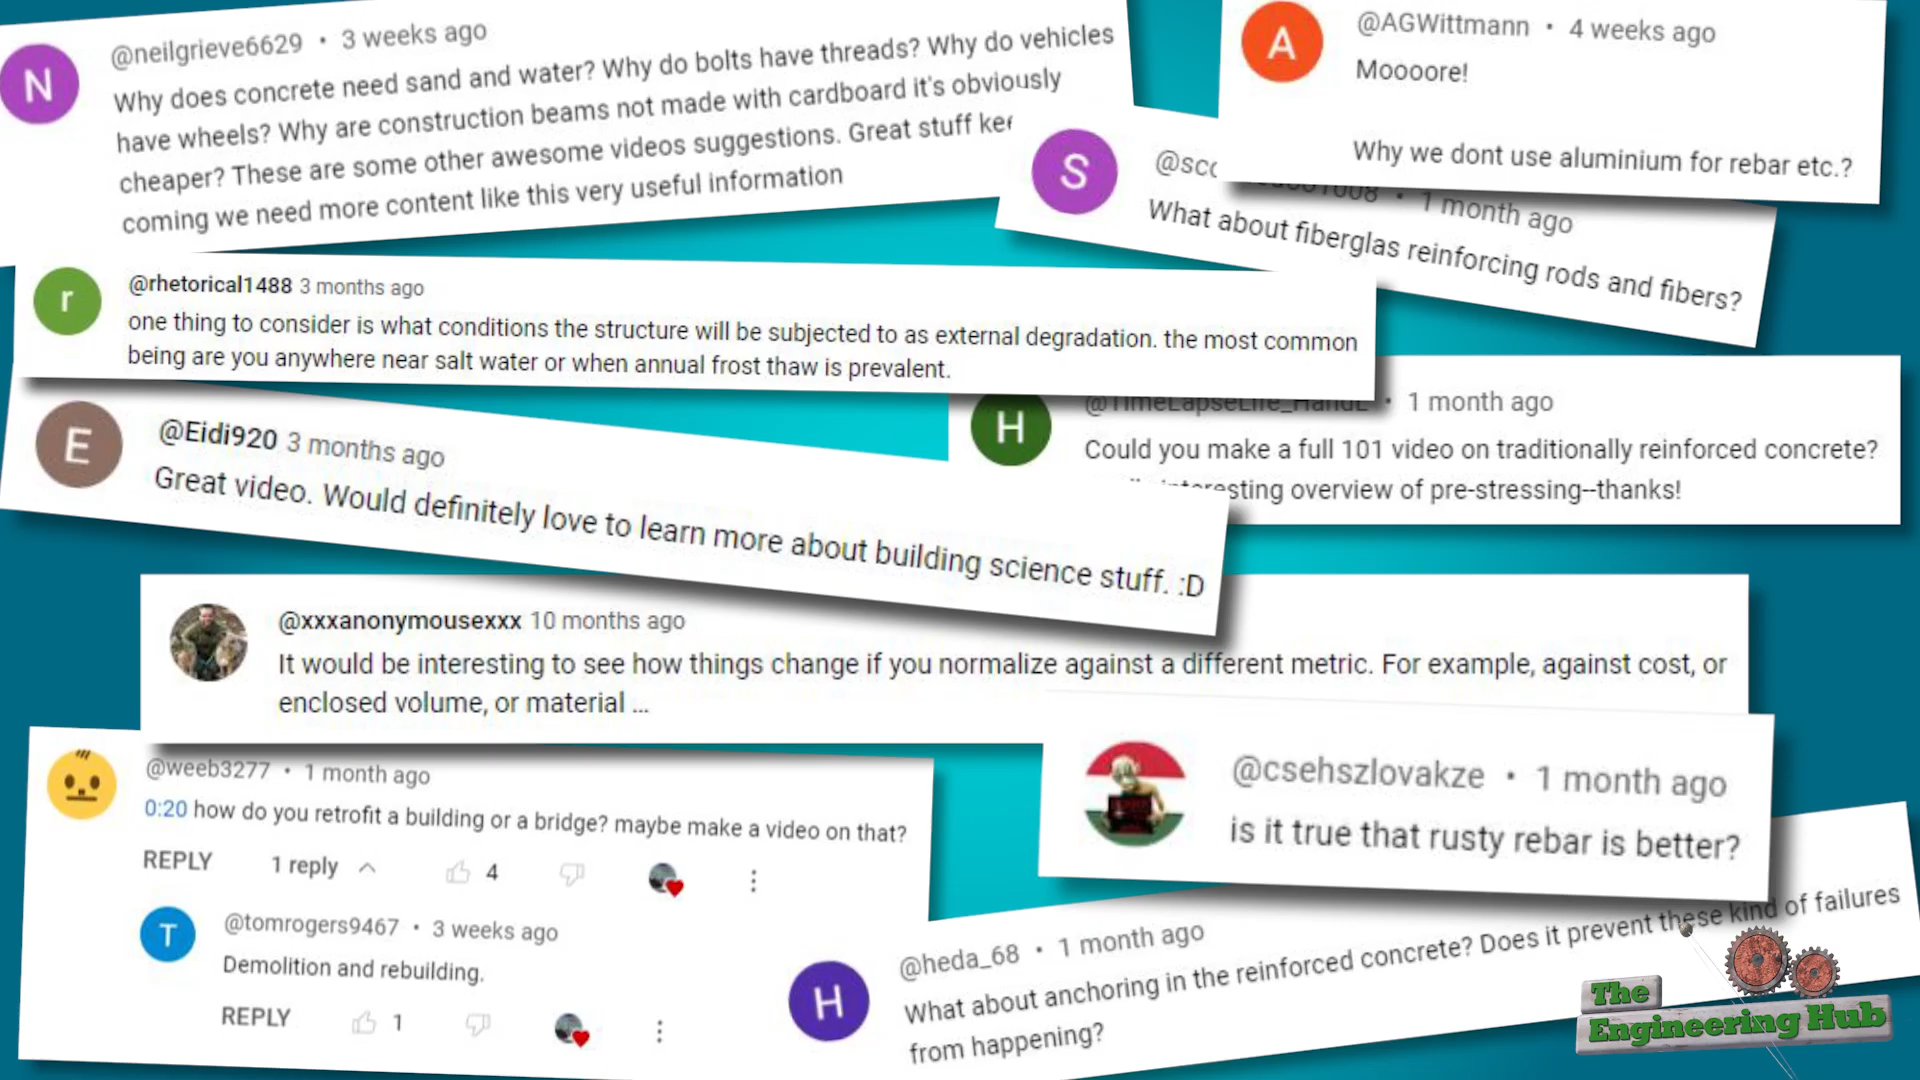 N
@neilgrieve6629 • 3 weeks ago
Why does concrete need sand and water? Why do bolts have threads? Why do vehicles
have wheels? Why are construction beams not made with cardboard it's obviously
cheaper? These are some other awesome videos suggestions. Great stuff kee
coming we need more content like this very useful information
A
@AGWittmann • 4 weeks ago
Moooore!
Why we dont use aluminium for rebar etc.?
S
@sco • 1 month ago
What about fiberglas reinforcing rods and fibers?
r
@rhetorical1488 3 months ago
one thing to consider is what conditions the structure will be subjected to as external degradation. the most common
being are you anywhere near salt water or when annual frost thaw is prevalent.
H
@TimeLapseLife_HandE • 1 month ago
Could you make a full 101 video on traditionally reinforced concrete?
interesting overview of pre-stressing--thanks!
E
@Eidi920 3 months ago
Great video. Would definitely love to learn more about building science stuff. :D
@xxxanonymousexxx 10 months ago
It would be interesting to see how things change if you normalize against a different metric. For example, against cost, or
enclosed volume, or material ...
@weeb3277 • 1 month ago
0:20 how do you retrofit a building or a bridge? maybe make a video on that?
REPLY 1 reply 4
T
@tomrogers9467 • 3 weeks ago
Demolition and rebuilding.
REPLY 1
@csehszlovakze • 1 month ago
is it true that rusty rebar is better?
H
@heda_68 • 1 month ago
What about anchoring in the reinforced concrete? Does it prevent these kind of failures
from happening?
The
Engineering Hub